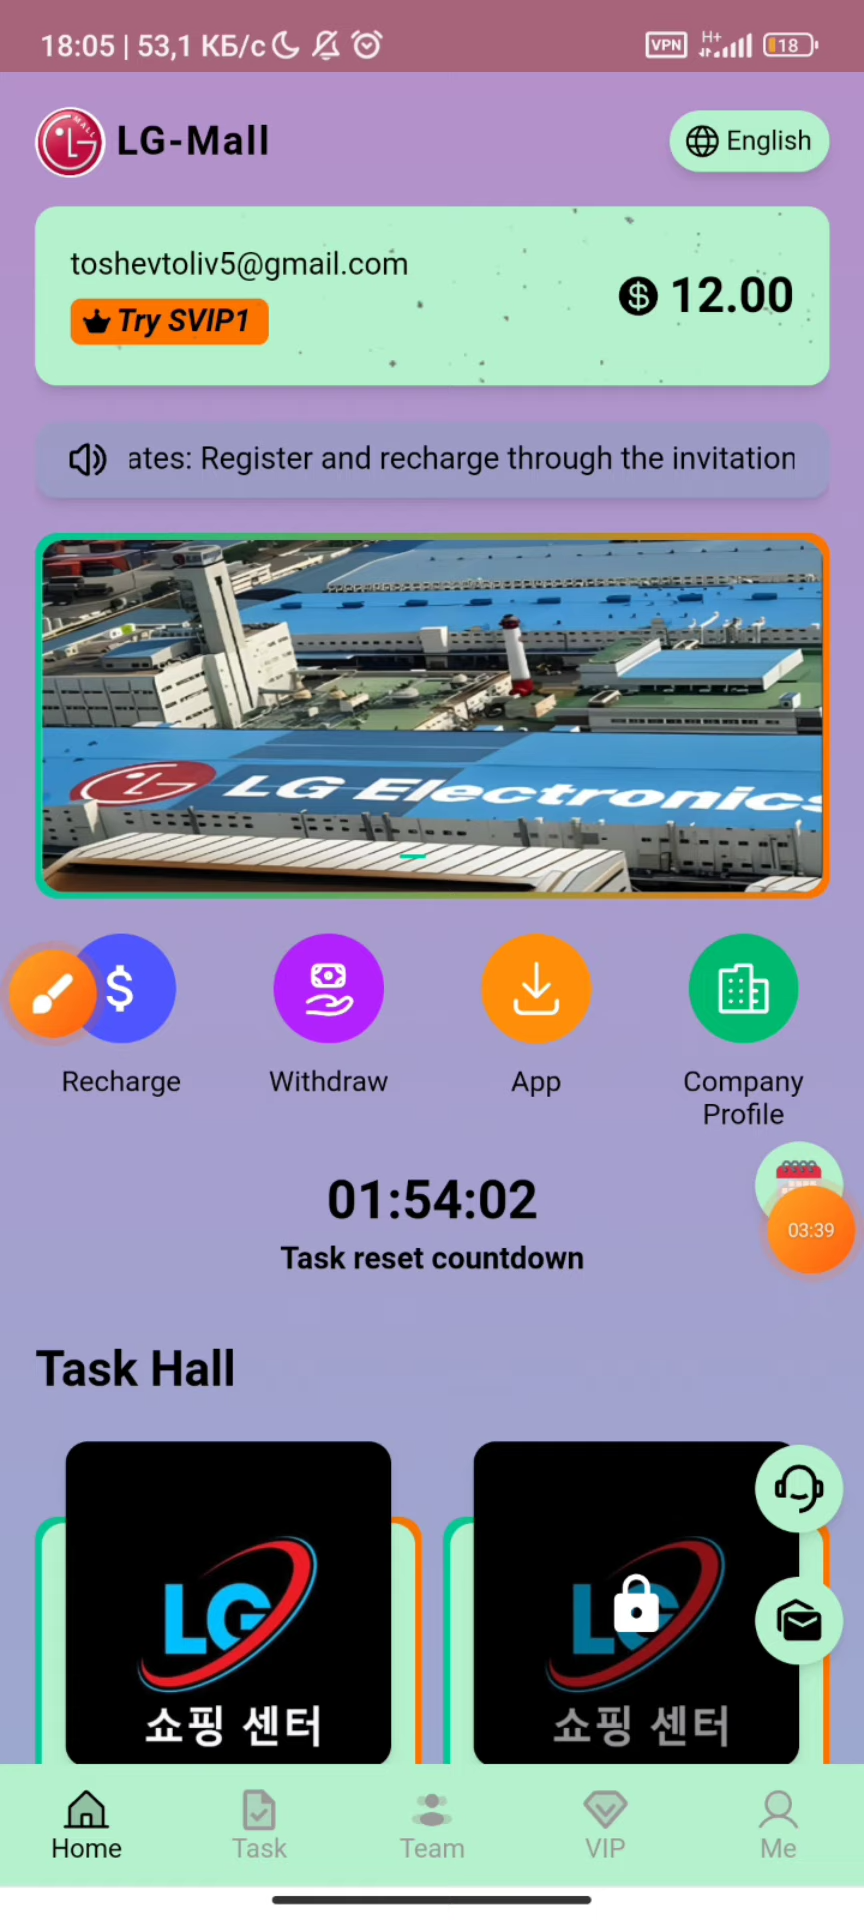 18:05 | 53,1 КБ/с
VPN
H+
18
MALL
LG
LG-Mall
English
toshevtoliv5@gmail.com
$ 12.00
Try SVIP1
ates: Register and recharge through the invitation
LG Electronics
$
Recharge
Withdraw
App
Company
Profile
01:54:02
03:39
Task reset countdown
Task Hall
LG
쇼핑 센터
LG
쇼핑 센터
Home
Task
Team
VIP
Me